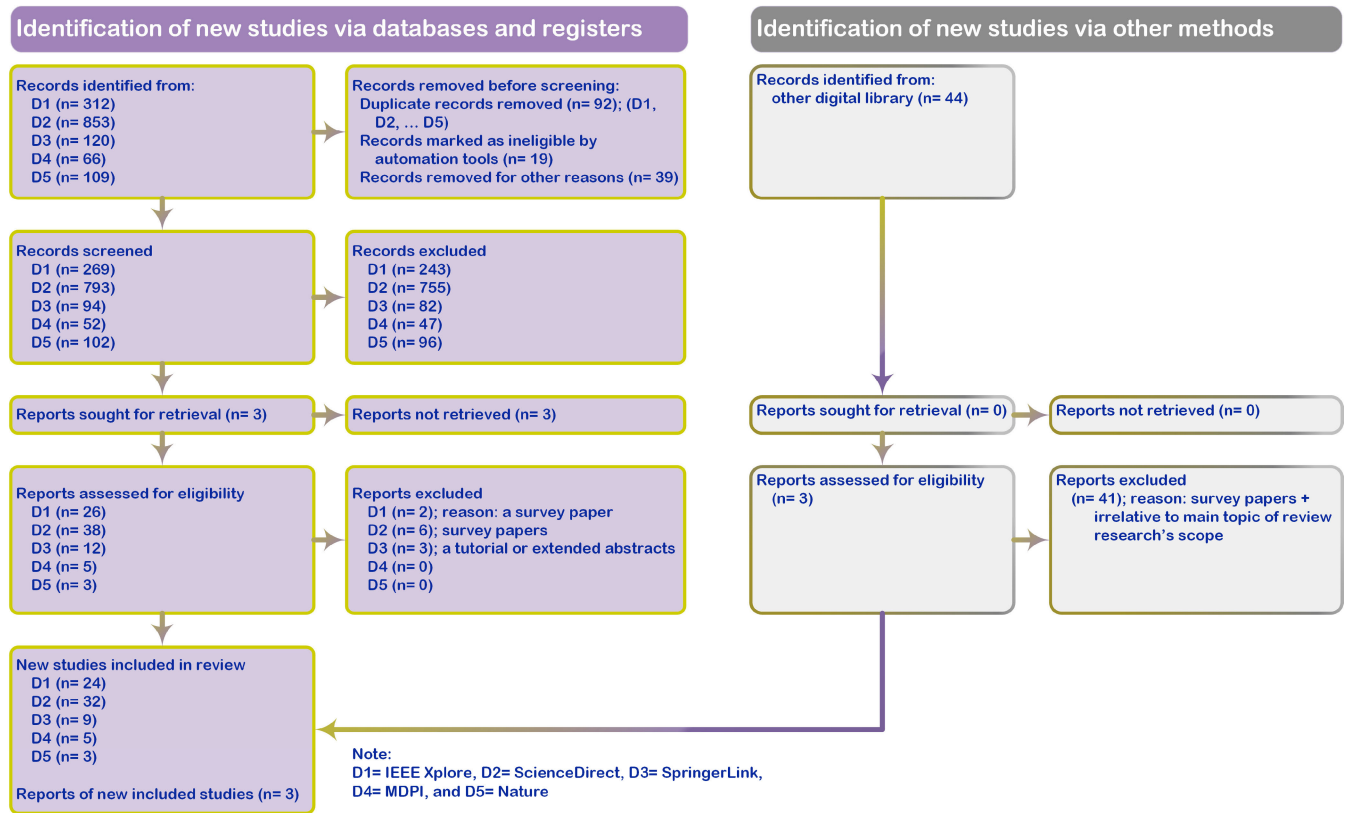 Identification of new studies via databases and registers
Records identified from:
D1 (n= 312)
D2 (n= 853)
D3 (n= 120)
D4 (n= 66)
D5 (n= 109)
Records removed before screening:
Duplicate records removed (n= 92); (D1,
D2, ... D5)
Records marked as ineligible by
automation tools (n= 19)
Records removed for other reasons (n= 39)
Records screened
D1 (n= 269)
D2 (n= 793)
D3 (n= 94)
D4 (n= 52)
D5 (n= 102)
Records excluded
D1 (n= 243)
D2 (n= 755)
D3 (n= 82)
D4 (n= 47)
D5 (n= 96)
Reports sought for retrieval (n= 3)
Reports not retrieved (n= 3)
Reports assessed for eligibility
D1 (n= 26)
D2 (n= 38)
D3 (n= 12)
D4 (n= 5)
D5 (n= 3)
Reports excluded
D1 (n= 2); reason: a survey paper
D2 (n= 6); survey papers
D3 (n= 3); a tutorial or extended abstracts
D4 (n= 0)
D5 (n= 0)
New studies included in review
D1 (n= 24)
D2 (n= 32)
D3 (n= 9)
D4 (n= 5)
D5 (n= 3)
Reports of new included studies (n= 3)
Identification of new studies via other methods
Records identified from:
other digital library (n= 44)
Reports sought for retrieval (n= 0)
Reports not retrieved (n= 0)
Reports assessed for eligibility
(n= 3)
Reports excluded
(n= 41); reason: survey papers +
irrelative to main topic of review
research's scope
Note:
D1= IEEE Xplore, D2= ScienceDirect, D3= SpringerLink,
D4= MDPI, and D5= Nature